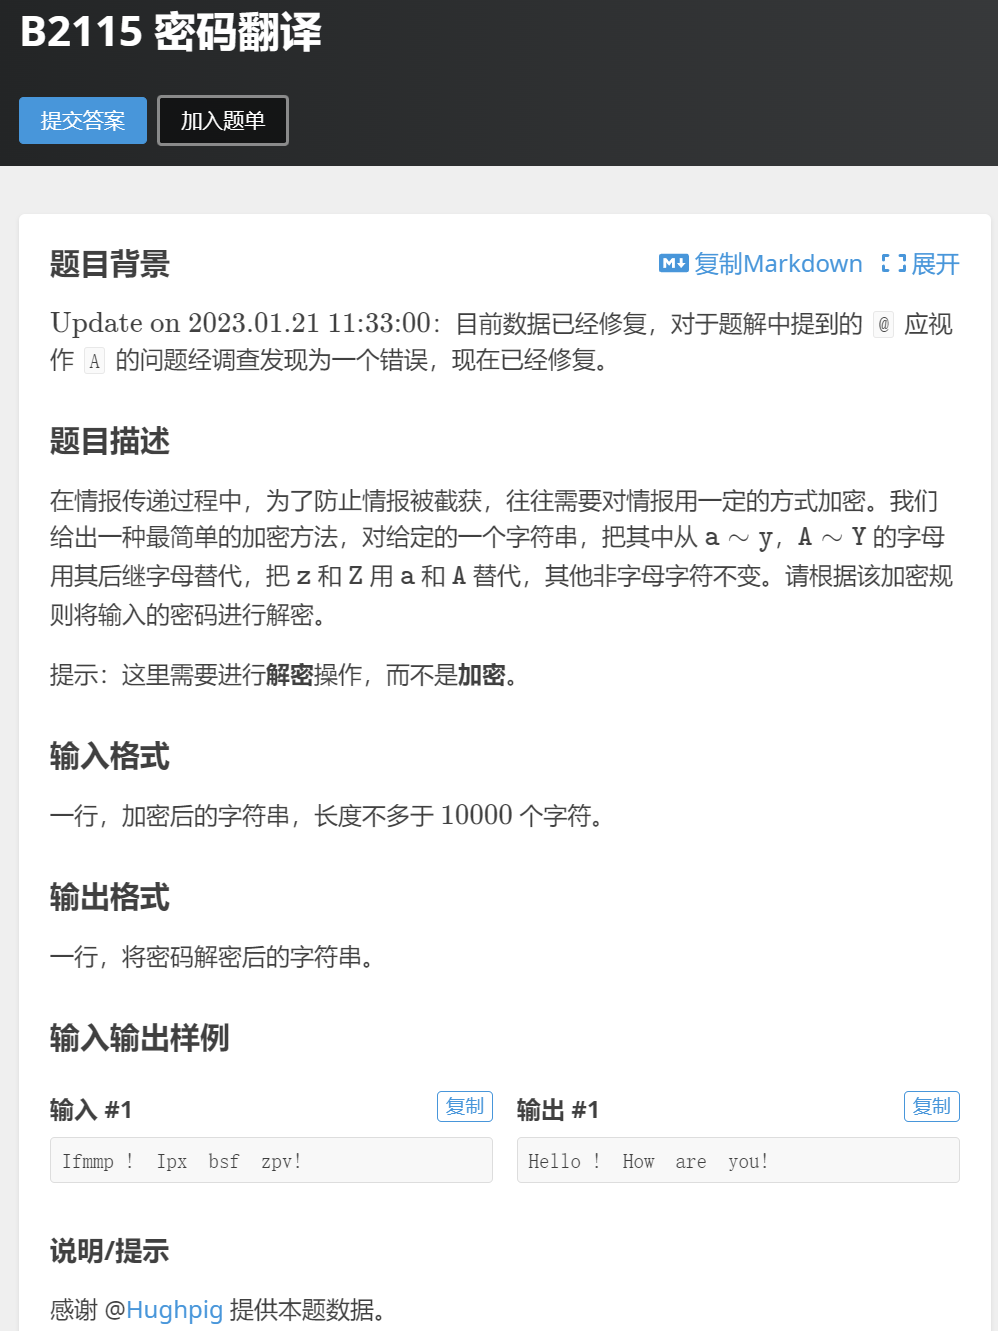 B2115 密码翻译
提交答案 加入题单
题目背景 复制Markdown 展开
Update on 2023.01.21 11:33:00：目前数据已经修复，对于题解中提到的 @ 应视
作 A 的问题经调查发现为一个错误，现在已经修复。
题目描述
在情报传递过程中，为了防止情报被截获，往往需要对情报用一定的方式加密。我们
给出一种最简单的加密方法，对给定的一个字符串，把其中从 a ∼ y，A ∼ Y 的字母
用其后继字母替代，把 z 和 Z 用 a 和 A 替代，其他非字母字符不变。请根据该加密规
则将输入的密码进行解密。
提示：这里需要进行解密操作，而不是加密。
输入格式
一行，加密后的字符串，长度不多于 10000 个字符。
输出格式
一行，将密码解密后的字符串。
输入输出样例
输入 #1 复制 输出 #1 复制
Ifmmp !  Ipx  bsf  zpv! Hello !  How  are  you!
说明/提示
感谢 @Hughpig 提供本题数据。